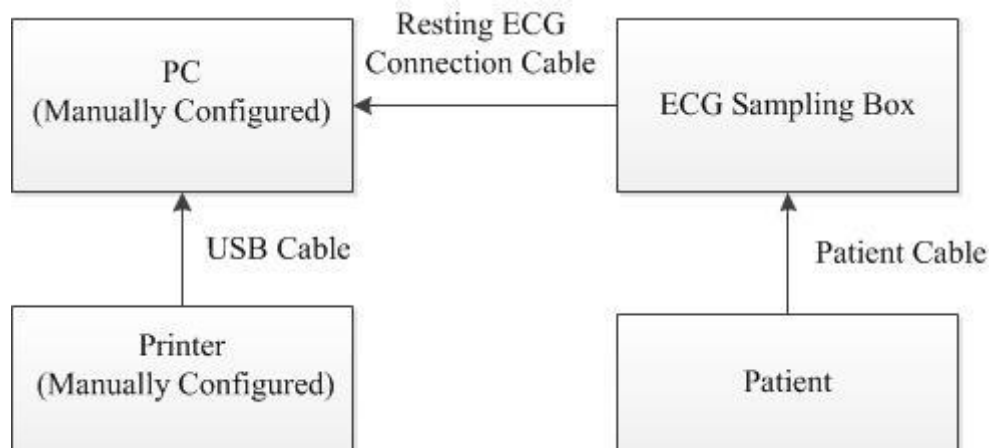 Resting ECG
Connection Cable
PC
(Manually Configured)
ECG Sampling Box
USB Cable
Patient Cable
Printer
(Manually Configured)
Patient